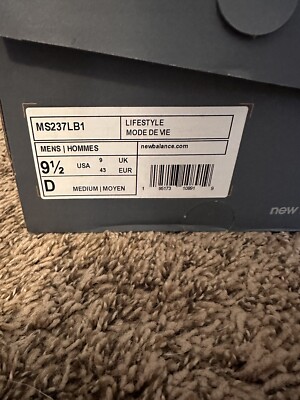 MS237LB1
LIFESTYLE
MODE DE VIE
MENS | HOMMES
newbalance.com
9½ USA 9 UK
43 EUR
D MEDIUM | MOYEN
new